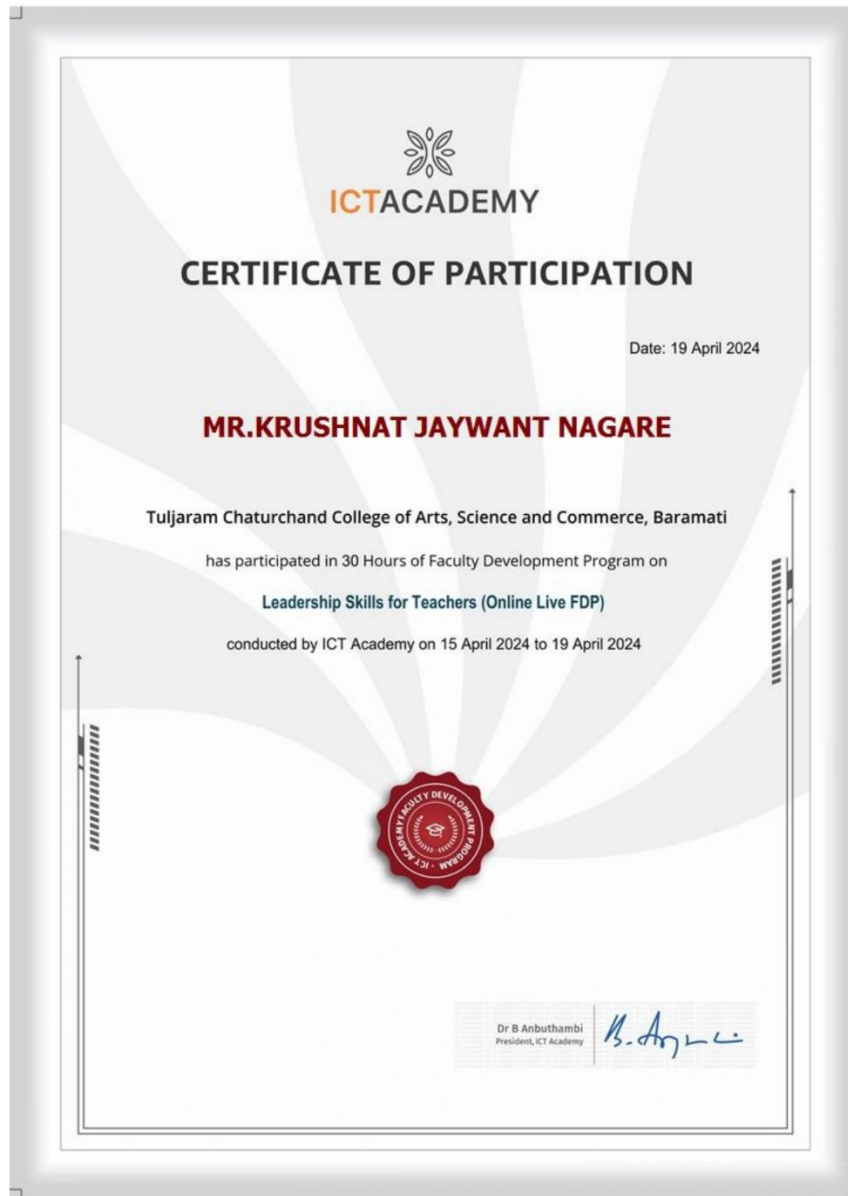 ICTACADEMY
CERTIFICATE OF PARTICIPATION
Date: 19 April 2024
MR.KRUSHNAT JAYWANT NAGARE
Tuljaram Chaturchand College of Arts, Science and Commerce, Baramati
has participated in 30 Hours of Faculty Development Program on
Leadership Skills for Teachers (Online Live FDP)
conducted by ICT Academy on 15 April 2024 to 19 April 2024
ICT ACADEMY FACULTY DEVELOPMENT PROGRAM
Dr B Anbuthambi
President, ICT Academy